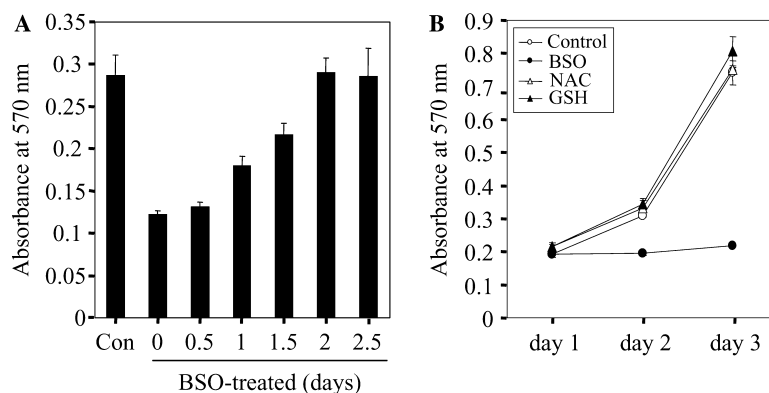 A
Absorbance at 570 nm
0.35
0.3
0.25
0.2
0.15
0.1
0.05
0
Con 0 0.5 1 1.5 2 2.5
BSO-treated (days)
B
Absorbance at 570 nm
0.9
0.8
0.7
0.6
0.5
0.4
0.3
0.2
0.1
0
Control
BSO
NAC
GSH
day 1 day 2 day 3